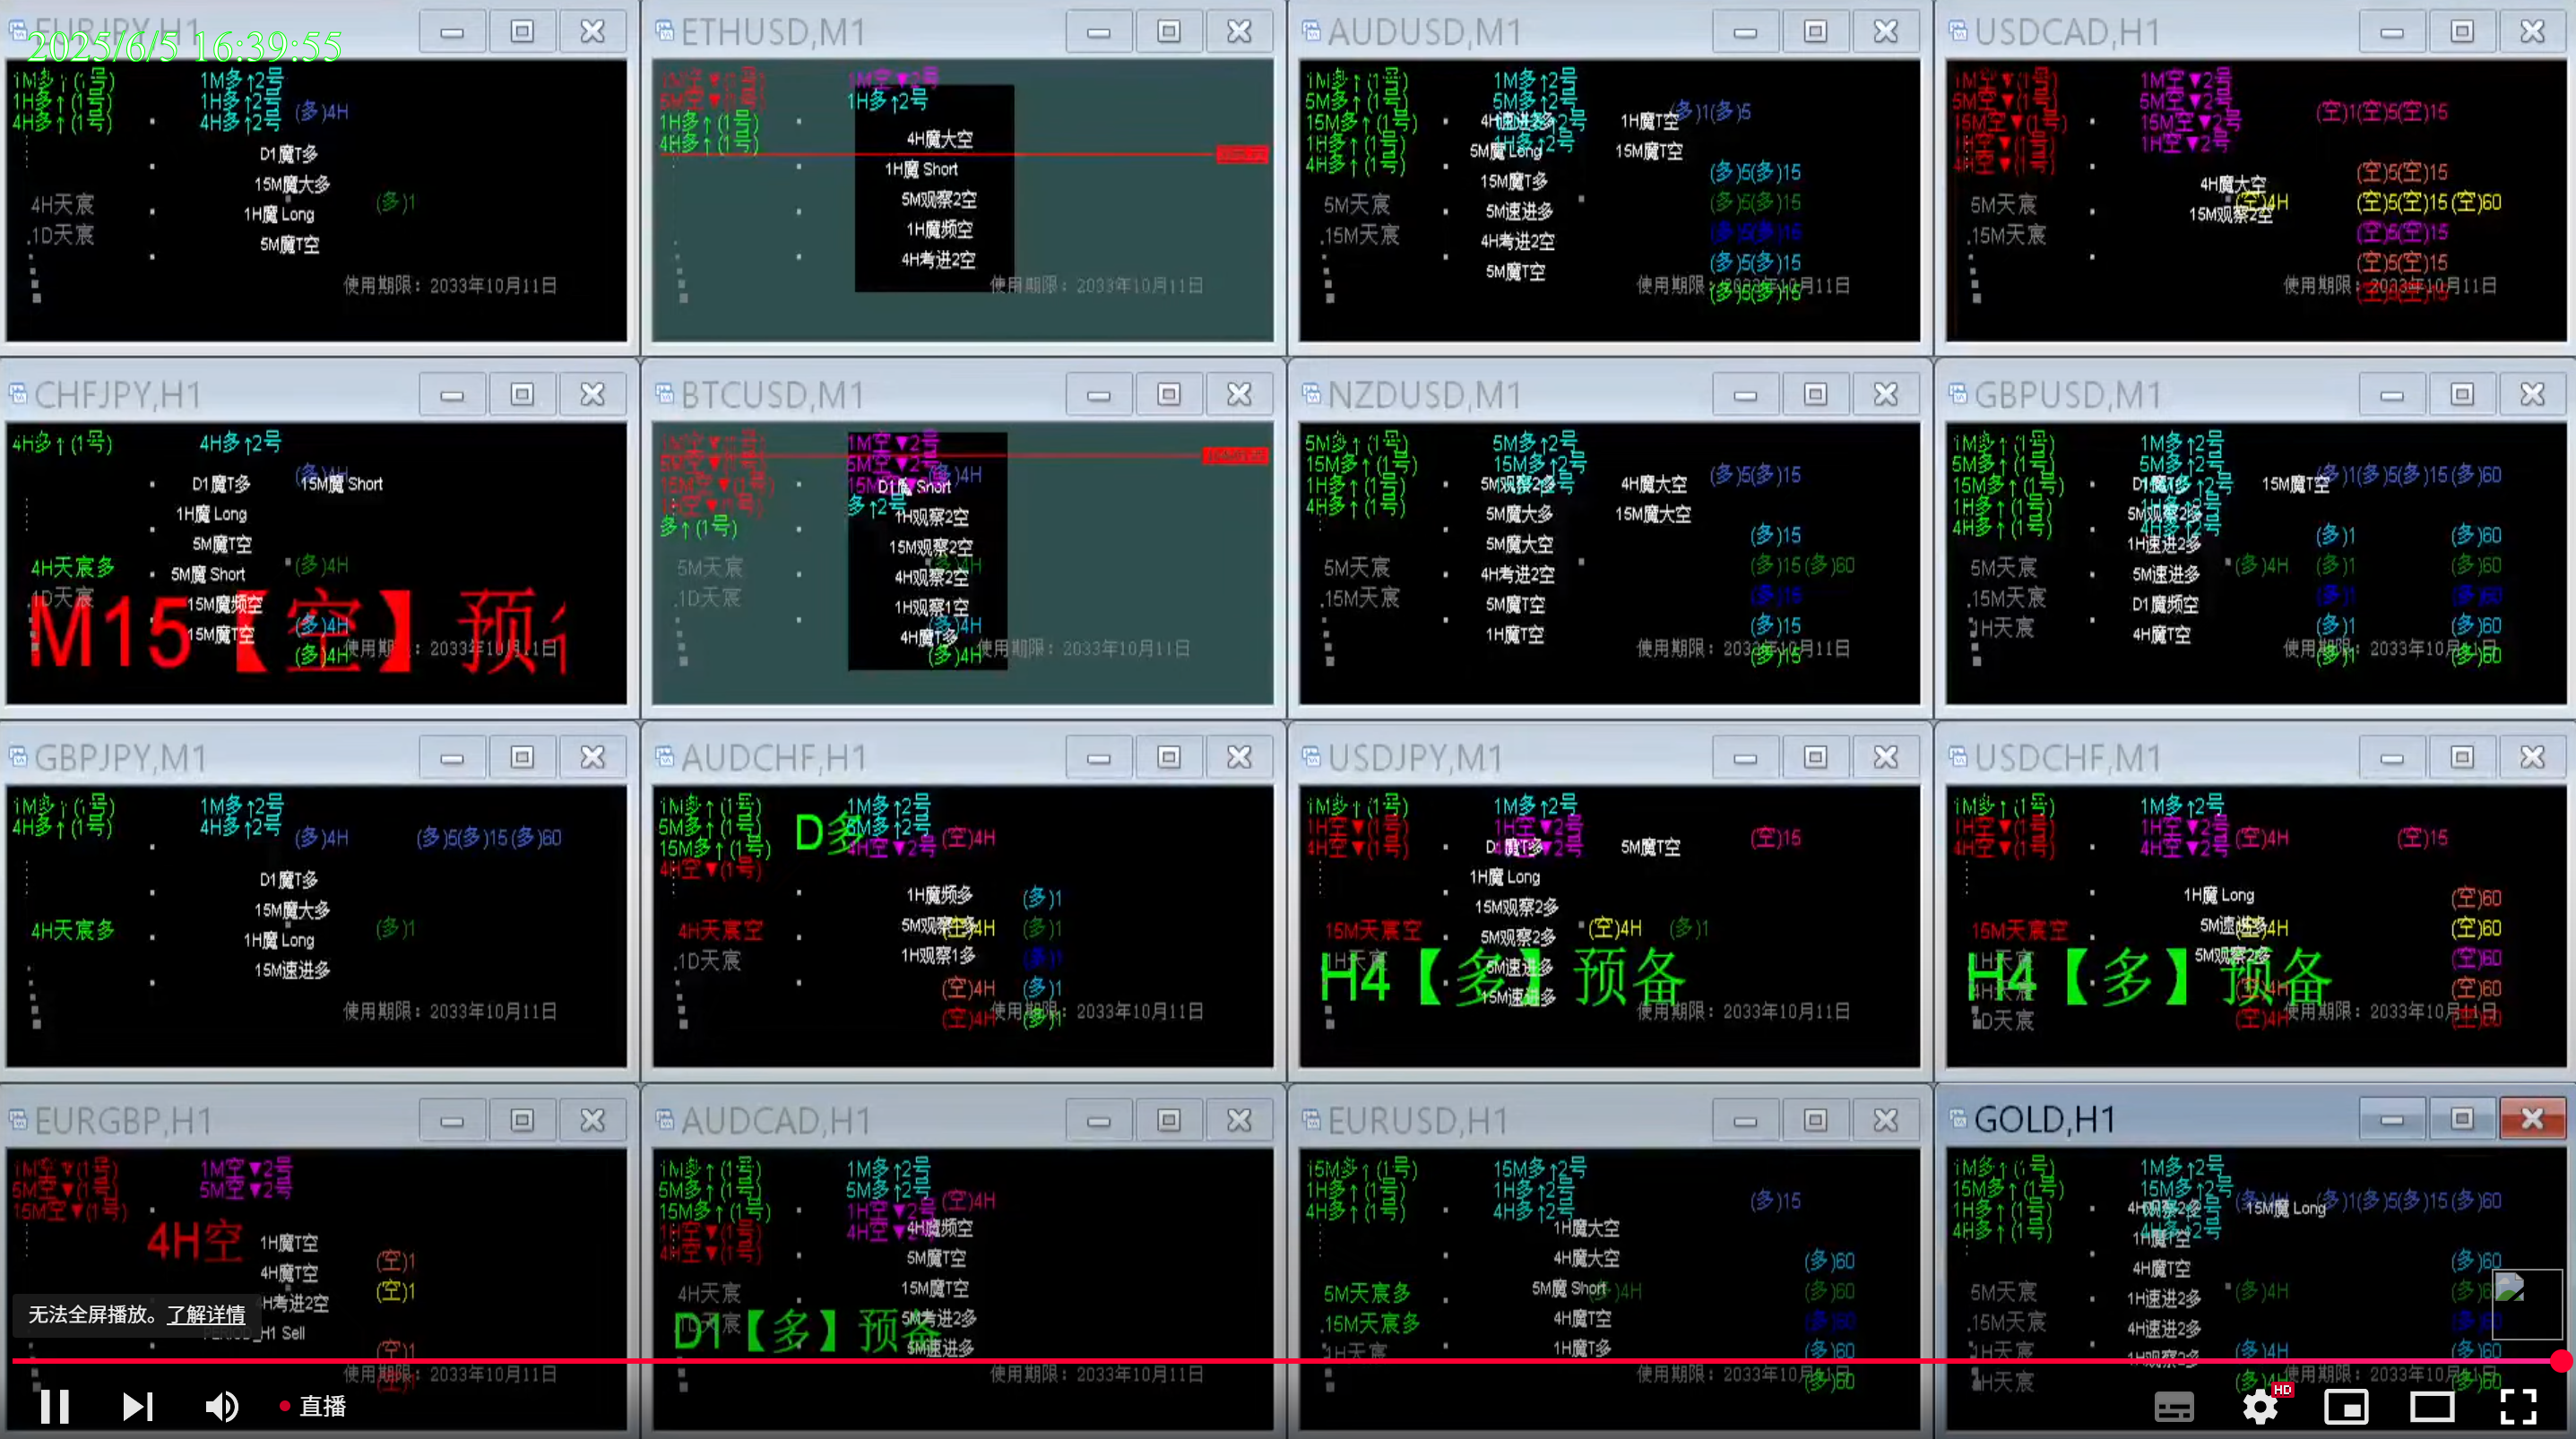 EURJPY,H1
2025/6/5 16:39:55
1M多↑(1号) 1M多↑2号
1H多↑(1号) 1H多↑2号 (多)4H
4H多↑(1号) 4H多↑2号
D1魔T多
15M魔大多
4H天宸 (多)1
1H魔 Long
.1D天宸
5M魔T空
使用期限：2033年10月11日
ETHUSD,M1
1M空▼(1号) 1M空▼2号
5M空▼(1号) 1H多↑2号
1H多↑(1号)
4H多↑(1号) 4H魔大空
1H魔 Short
5M观察2空
1H魔频空
4H考进2空
使用期限：2033年10月11日
AUDUSD,M1
1M多↑(1号) 1M多↑2号
5M多↑(1号) 5M多↑2号 (多)1(多)5
15M多↑(1号) 4H速进2多 1H魔T空
1H多↑(1号) 1H多↑2号
5M魔 Long 15M魔T空
4H多↑(1号)
15M魔T多 (多)5(多)15
5M天宸 5M速进多 (多)5(多)15
.15M天宸 4H考进2空 (多)5(多)15
5M魔T空 (多)5(多)15
使用期限：2033年10月11日
(多)5(多)15
USDCAD,H1
1M空▼(1号) 1M空▼2号
5M空▼(1号) 5M空▼2号 (空)1(空)5(空)15
15M空▼(1号) 15M空▼2号
1H空▼(1号) 1H空▼2号
4H空▼(1号) (空)5(空)15
4H魔大空
5M天宸 (空)4H (空)5(空)15(空)60
15M观察2空
.15M天宸 (空)5(空)15
(空)5(空)15
使用期限：2033年10月11日
(空)5(空)15
CHFJPY,H1
4H多↑(1号) 4H多↑2号
(多)4H
D1魔T多 15M魔 Short
1H魔 Long
5M魔T空
4H天宸多 5M魔 Short (多)4H
.1D天宸 15M魔频空
M15【空】预
15M魔T空 (多)4H
(多)4H 使用期限：2033年10月11日
BTCUSD,M1
1M空▼(1号) 1M空▼2号
5M空▼(1号) 5M空▼2号 (多)4H
15M空▼(1号) 15M空▼2号
D1魔 Short
多↑2号
多↑(1号) 1H观察2空
15M观察2空
5M天宸 (多)4H
4H观察2空
.1D天宸 1H观察1空
4H魔T多 (多)4H
(多)4H 使用期限：2033年10月11日
NZDUSD,M1
5M多↑(1号) 5M多↑2号
15M多↑(1号) 15M多↑2号 (多)5(多)15
1H多↑(1号) 5M观察2多 4H魔大空
4H多↑(1号) 5M魔大多 15M魔大空
5M魔大空 (多)15
5M天宸 4H考进2空 (多)15(多)60
.15M天宸 5M魔T空 (多)15
1H魔T空 (多)15
使用期限：2033年10月11日
(多)15
GBPUSD,M1
1M多↑(1号) 1M多↑2号
5M多↑(1号) 5M多↑2号 (多)1(多)5(多)15(多)60
15M多↑(1号) 15M魔T空
1H多↑(1号) 5M观察2多
4H多↑(1号) 1H速进2多 (多)1 (多)60
5M天宸 5M速进多 (多)4H (多)1 (多)60
.15M天宸 D1魔频空 (多)1 (多)60
1H天宸 4H魔T空 (多)1 (多)60
使用期限：2033年10月11日
(多)1 (多)60
GBPJPY,M1
1M多↑(1号) 1M多↑2号
4H多↑(1号) 4H多↑2号 (多)4H (多)5(多)15(多)60
D1魔T多
15M魔大多
4H天宸多 1H魔 Long (多)1
15M速进多
使用期限：2033年10月11日
AUDCHF,H1
1M多↑(1号) 1M多↑2号
5M多↑(1号) D多 5M多↑2号 (空)4H
15M多↑(1号) 4H空▼2号
4H空▼(1号)
1H魔频多 (多)1
4H天宸空 5M观察多 (空)4H (多)1
.1D天宸 1H观察1多 (多)1
(空)4H (多)1
使用期限：2033年10月11日
(空)4H (多)1
USDJPY,M1
1M多↑(1号) 1M多↑2号
1H空▼(1号) 1H空▼2号 (空)15
4H空▼(1号) D1魔T多 5M魔T空
1H魔 Long
15M观察2多
15M天宸空 5M观察2多 (空)4H (多)1
1H天宸 5M速进多
H4【多】预备
15M速进多
使用期限：2033年10月11日
USDCHF,M1
1M多↑(1号) 1M多↑2号
1H空▼(1号) 1H空▼2号 (空)4H (空)15
4H空▼(1号) 4H空▼2号
1H魔 Long (空)60
15M天宸空 5M速进多 (空)4H (空)60
1H天宸 5M观察2多 (空)60
H4【多】预备
4H天宸 (空)4H (空)60
1D天宸 (空)4H 使用期限：2033年10月11日
(空)60
EURGBP,H1
1M空▼(1号) 1M空▼2号
5M空▼(1号) 5M空▼2号
15M空▼(1号)
4H空 1H魔T空
4H魔T空 (空)1
4H考进2空 (空)1
PERIOD_H1 Sell
(空)1
使用期限：2033年10月11日
(空)1
AUDCAD,H1
1M多↑(1号) 1M多↑2号
5M多↑(1号) 5M多↑2号 (空)4H
15M多↑(1号) 1H空▼2号
1H空▼(1号) 4H空▼2号 4H魔频空
4H空▼(1号) 5M魔T空
4H天宸 15M魔T空
1D天宸 5M考进2多
D1【多】预备
5M速进多
使用期限：2033年10月11日
EURUSD,H1
15M多↑(1号) 15M多↑2号
1H多↑(1号) 1H多↑2号 (多)15
4H多↑(1号) 4H多↑2号
1H魔大空
4H魔大空 (多)60
5M天宸多 5M魔 Short (多)4H (多)60
.15M天宸多 4H魔T空 (多)60
1H天宸 1H魔T多 (多)60
使用期限：2033年10月11日
(多)60
GOLD,H1
1M多↑(1号) 1M多↑2号
15M多↑(1号) 15M多↑2号 (多)4H (多)1(多)5(多)15(多)60
1H多↑(1号) 4H观察2多 15M魔 Long
4H多↑(1号) 4H多↑2号
1H魔T空
4H魔T空 (多)60
5M天宸 1H速进2多 (多)4H
.15M天宸 4H速进2多
1H天宸 1H观察2多 (多)4H (多)60
4H天宸 (多)4H 使用期限：2033年10月11日
(多)60
无法全屏播放。了解详情
直播
HD